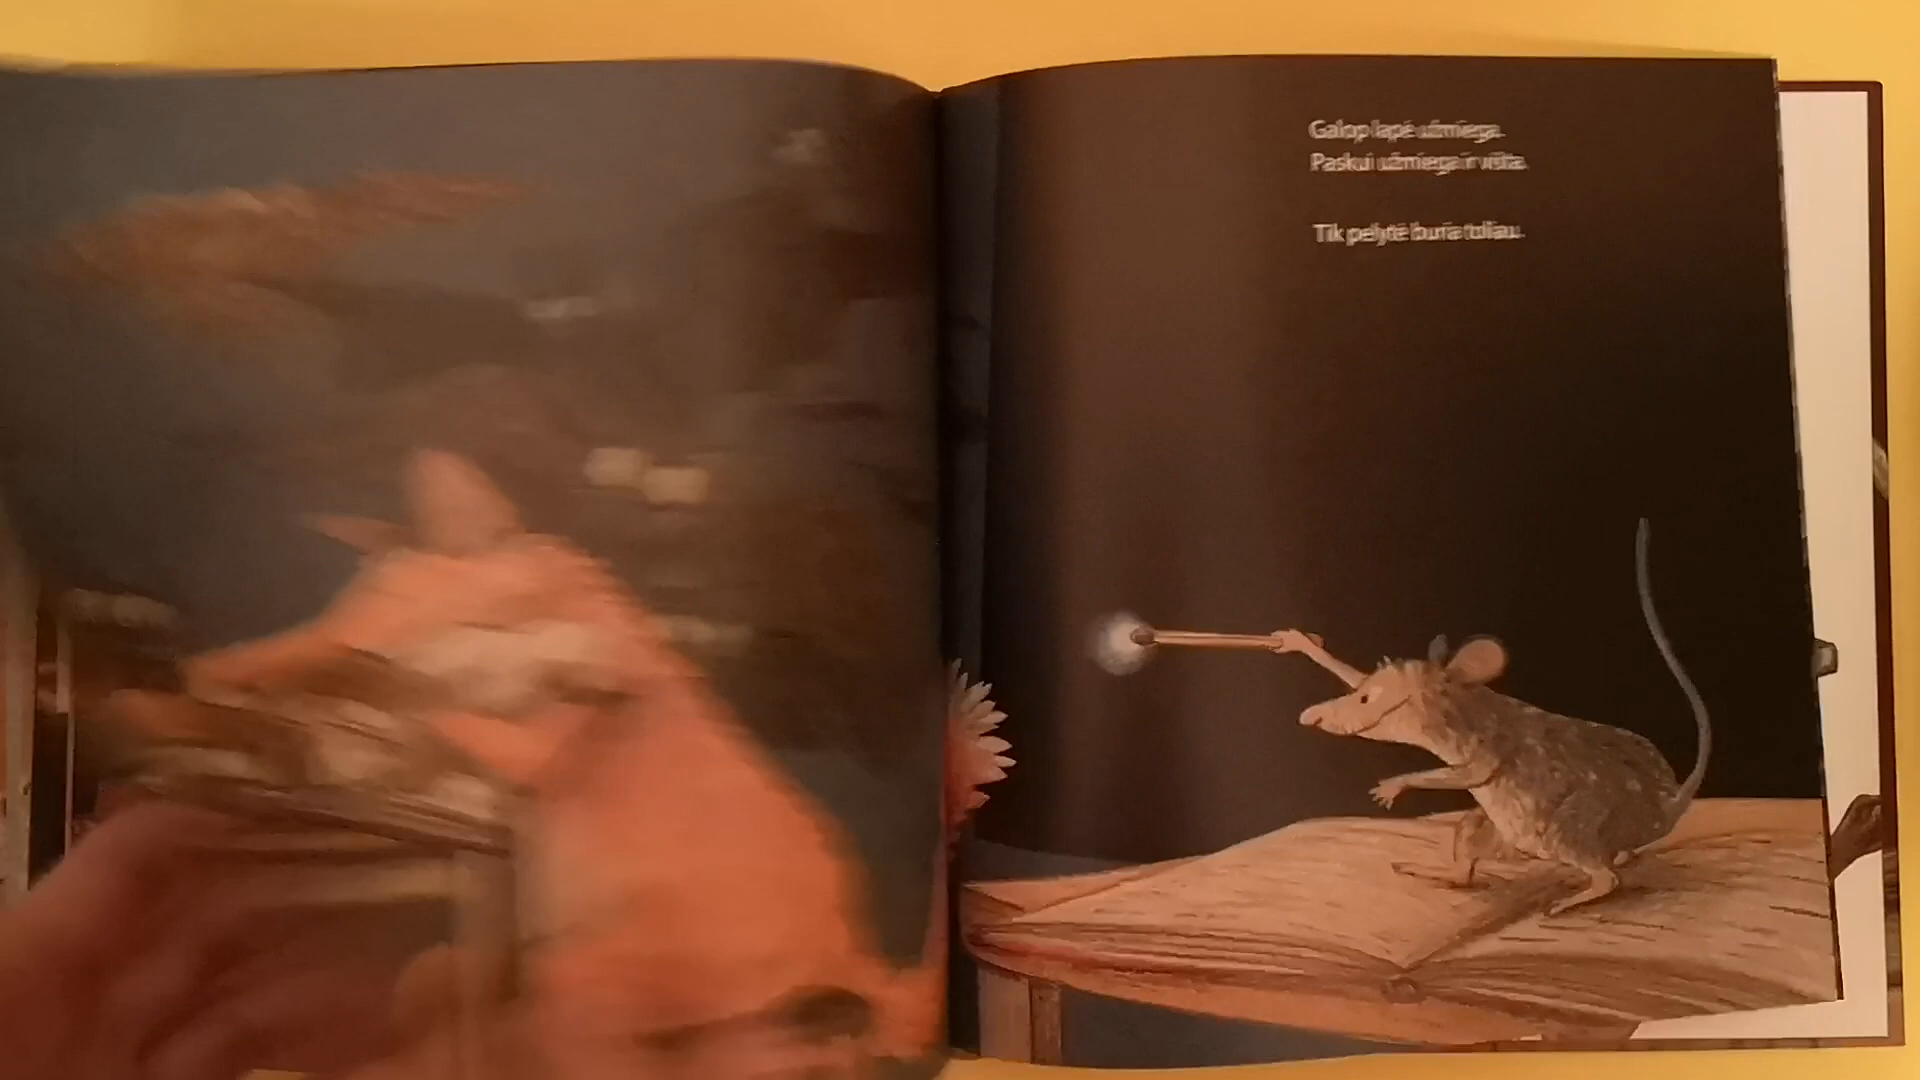 Galop lapė užmiega.
Paskui užmiega ir višta.
Tik pelytė buria toliau.